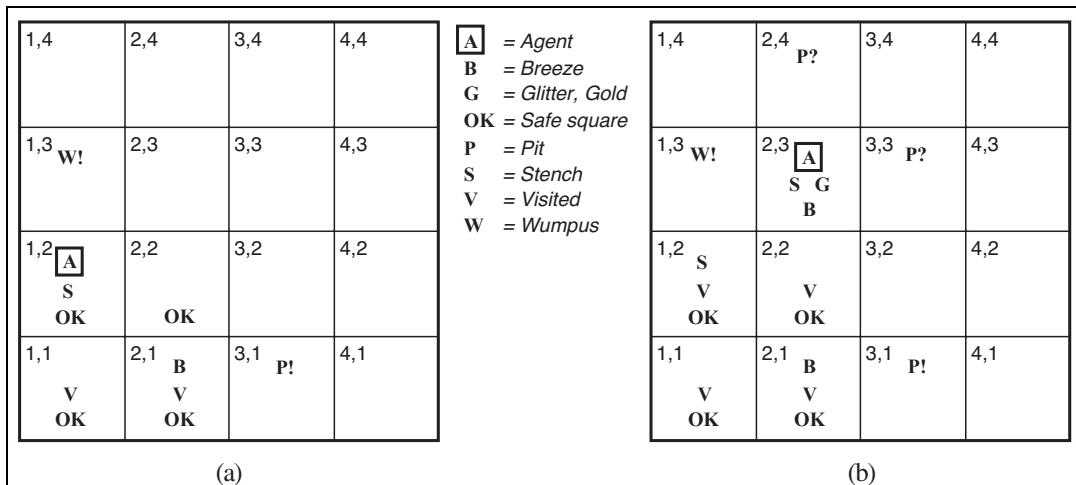 1,4 2,4 3,4 4,4
1,3 W! 2,3 3,3 4,3
1,2 A 2,2 3,2 4,2
S
OK OK
1,1 2,1 B 3,1 P! 4,1
V V
OK OK
(a)
A = Agent
B = Breeze
G = Glitter, Gold
OK = Safe square
P = Pit
S = Stench
V = Visited
W = Wumpus
1,4 2,4 P? 3,4 4,4
1,3 W! 2,3 A 3,3 P? 4,3
S G
B
1,2 S 2,2 3,2 4,2
V V
OK OK
1,1 2,1 B 3,1 P! 4,1
V V
OK OK
(b)